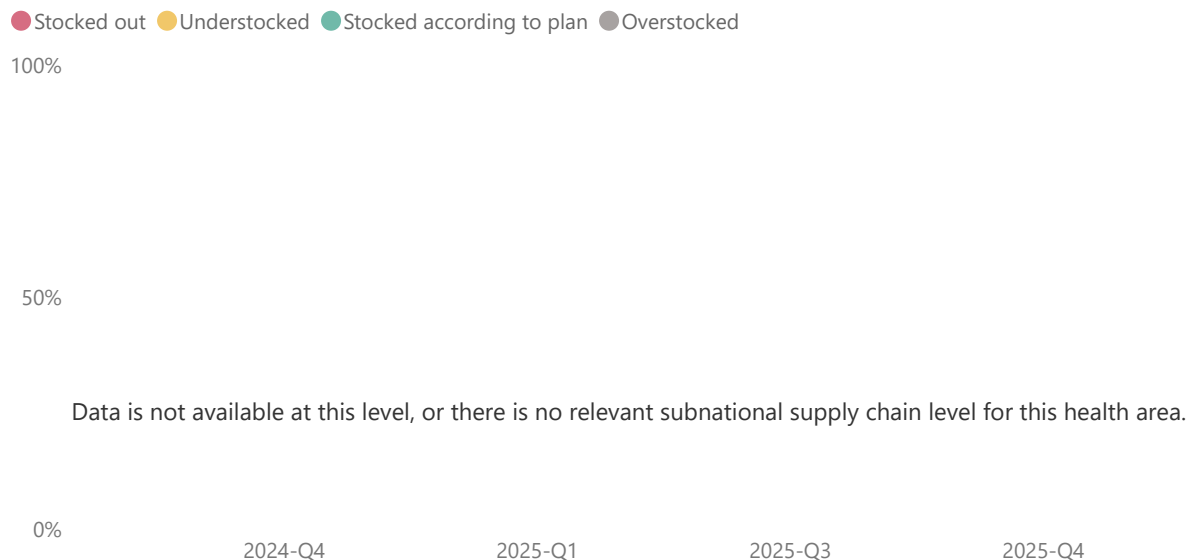 Stocked out Understocked Stocked according to plan Overstocked
100%
50%
Data is not available at this level, or there is no relevant subnational supply chain level for this health area.
0%
2024-Q4 2025-Q1 2025-Q3 2025-Q4